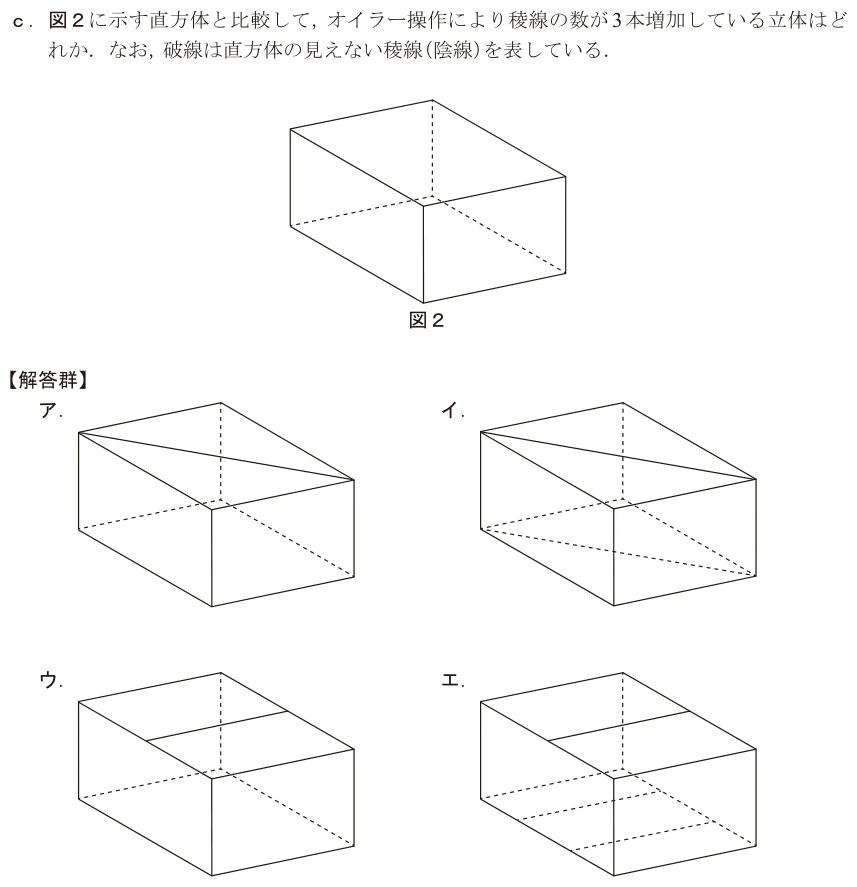 c．図2に示す直方体と比較して，オイラー操作により稜線の数が3本増加している立体はど
れか．なお，破線は直方体の見えない稜線（陰線）を表している．
図2
【解答群】
ア． イ．
ウ． エ．